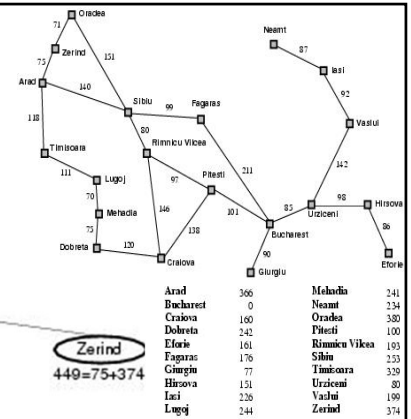 Oradea
71
Neamt
Zerind
87
151
75
Iasi
Arad
140
92
Sibiu
Fagaras
99
118
Vaslui
80
Timisoara
Rimnicu Vilcea
111
142
211
Lugoj
97
Pitesti
70
98
Hirsova
85
146
101
Urziceni
Mehadia
138
86
75
Bucharest
120
90
Dobreta
Craiova
Eforie
Giurgiu
Arad 366 Mehadia 241
Bucharest 0 Neamt 234
Craiova 160 Oradea 380
Dobreta 242 Pitesti 100
Eforie 161 Rimnicu Vilcea 193
Fagaras 176 Sibiu 253
Giurgiu 77 Timisoara 329
Hirsova 151 Urziceni 80
Iasi 226 Vaslui 199
Lugoj 244 Zerind 374
Zerind
449=75+374